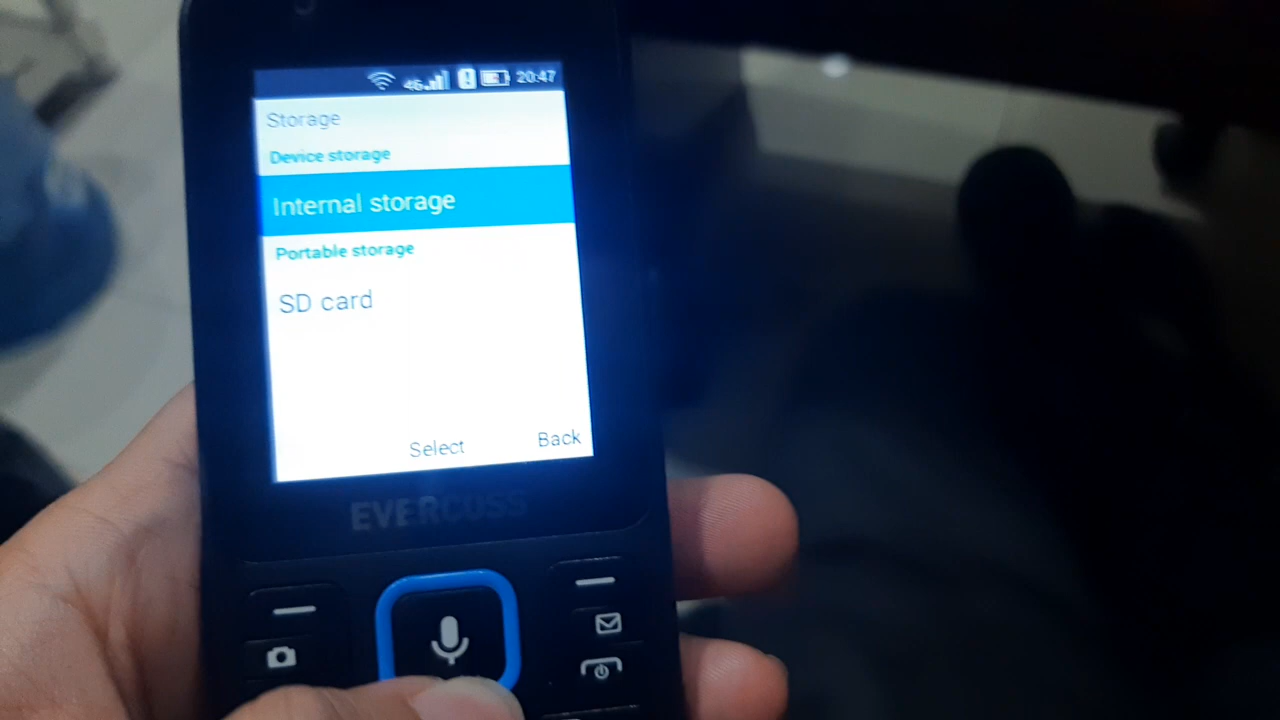 4G 20:47
Storage
Device storage
Internal storage
Portable storage
SD card
Select Back
EVERCOSS